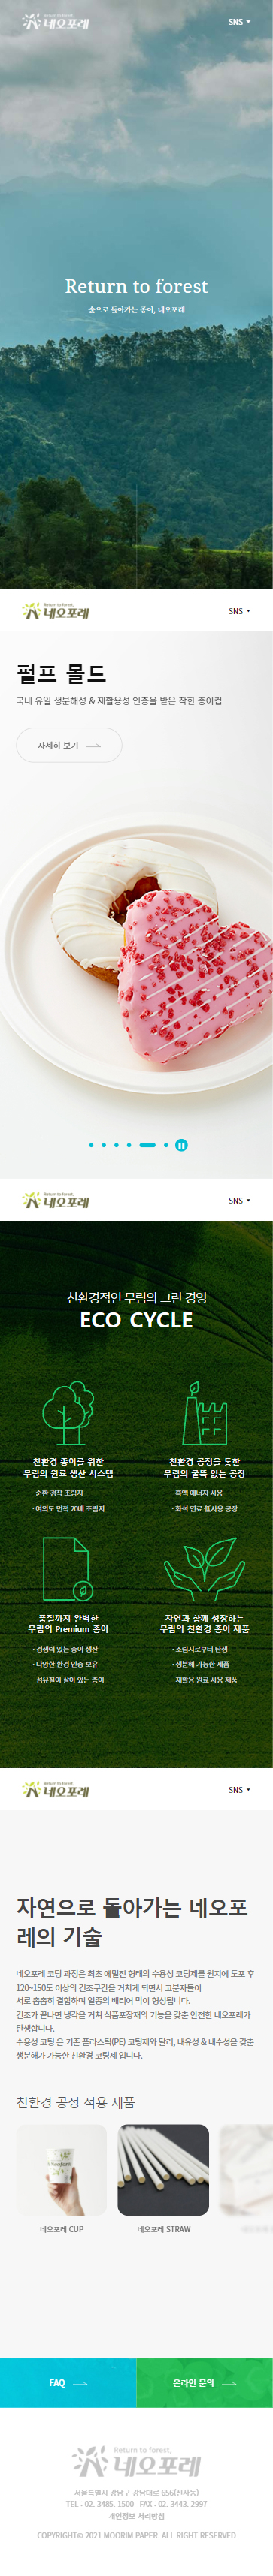 Return to forest,
네오포레
SNS
Return to forest
숲으로 돌아가는 종이, 네오포레
Return to forest,
네오포레
SNS
펄프 몰드
국내 유일 생분해성 & 재활용성 인증을 받은 착한 종이컵
자세히 보기
Return to forest,
네오포레
SNS
친환경적인 무림의 그린 경영
ECO CYCLE
친환경 종이를 위한
무림의 원료 생산 시스템
· 순환 경작 조림지
· 여의도 면적 20배 조림지
친환경 공정을 통한
무림의 굴뚝 없는 공장
· 흑액 에너지 사용
· 화석 연료 低사용 공장
품질까지 완벽한
무림의 Premium 종이
· 경쟁력 있는 종이 생산
· 다양한 환경 인증 보유
· 섬유질이 살아 있는 종이
자연과 함께 성장하는
무림의 친환경 종이 제품
· 조림지로부터 탄생
· 생분해 가능한 제품
· 재활용 원료 사용 제품
Return to forest,
네오포레
SNS
자연으로 돌아가는 네오포
레의 기술
네오포레 코팅 과정은 최초 에멀전 형태의 수용성 코팅제를 원지에 도포 후
120~150도 이상의 건조구간을 거치게 되면서 고분자들이
서로 촘촘히 결합하며 일종의 배리어 막이 형성됩니다.
건조가 끝나면 냉각을 거쳐 식품포장재의 기능을 갖춘 안전한 네오포레가
탄생합니다.
수용성 코팅 은 기존 플라스틱(PE) 코팅제와 달리, 내유성 & 내수성을 갖춘
생분해가 가능한 친환경 코팅제 입니다.
친환경 공정 적용 제품
네오포레 CUP
네오포레 STRAW
FAQ
온라인 문의
Return to forest,
네오포레
서울특별시 강남구 강남대로 656(신사동)
TEL : 02. 3485. 1500 FAX : 02. 3443. 2997
개인정보 처리방침
COPYRIGHT© 2021 MOORIM PAPER. ALL RIGHT RESERVED